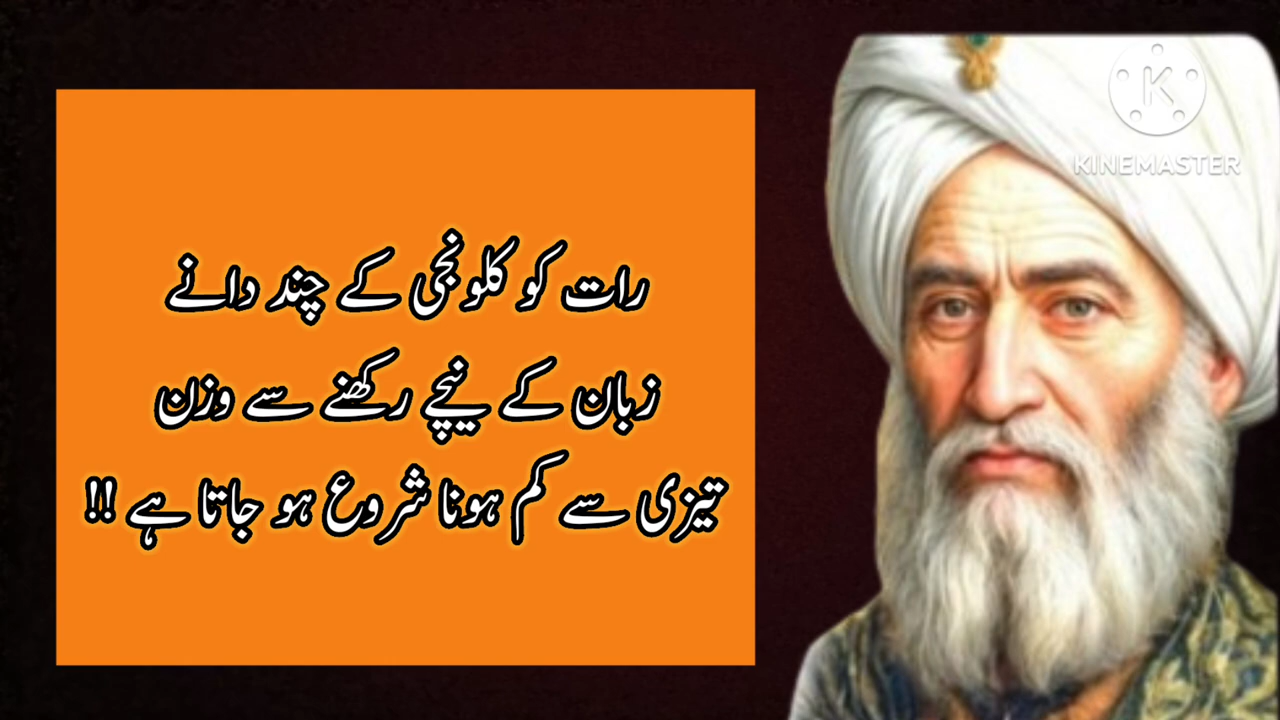 رات کو کلونجی کے چند دانے
زبان کے نیچے رکھنے سے وزن
تیزی سے کم ہونا شروع ہو جاتا ہے !!
K
KINEMASTER